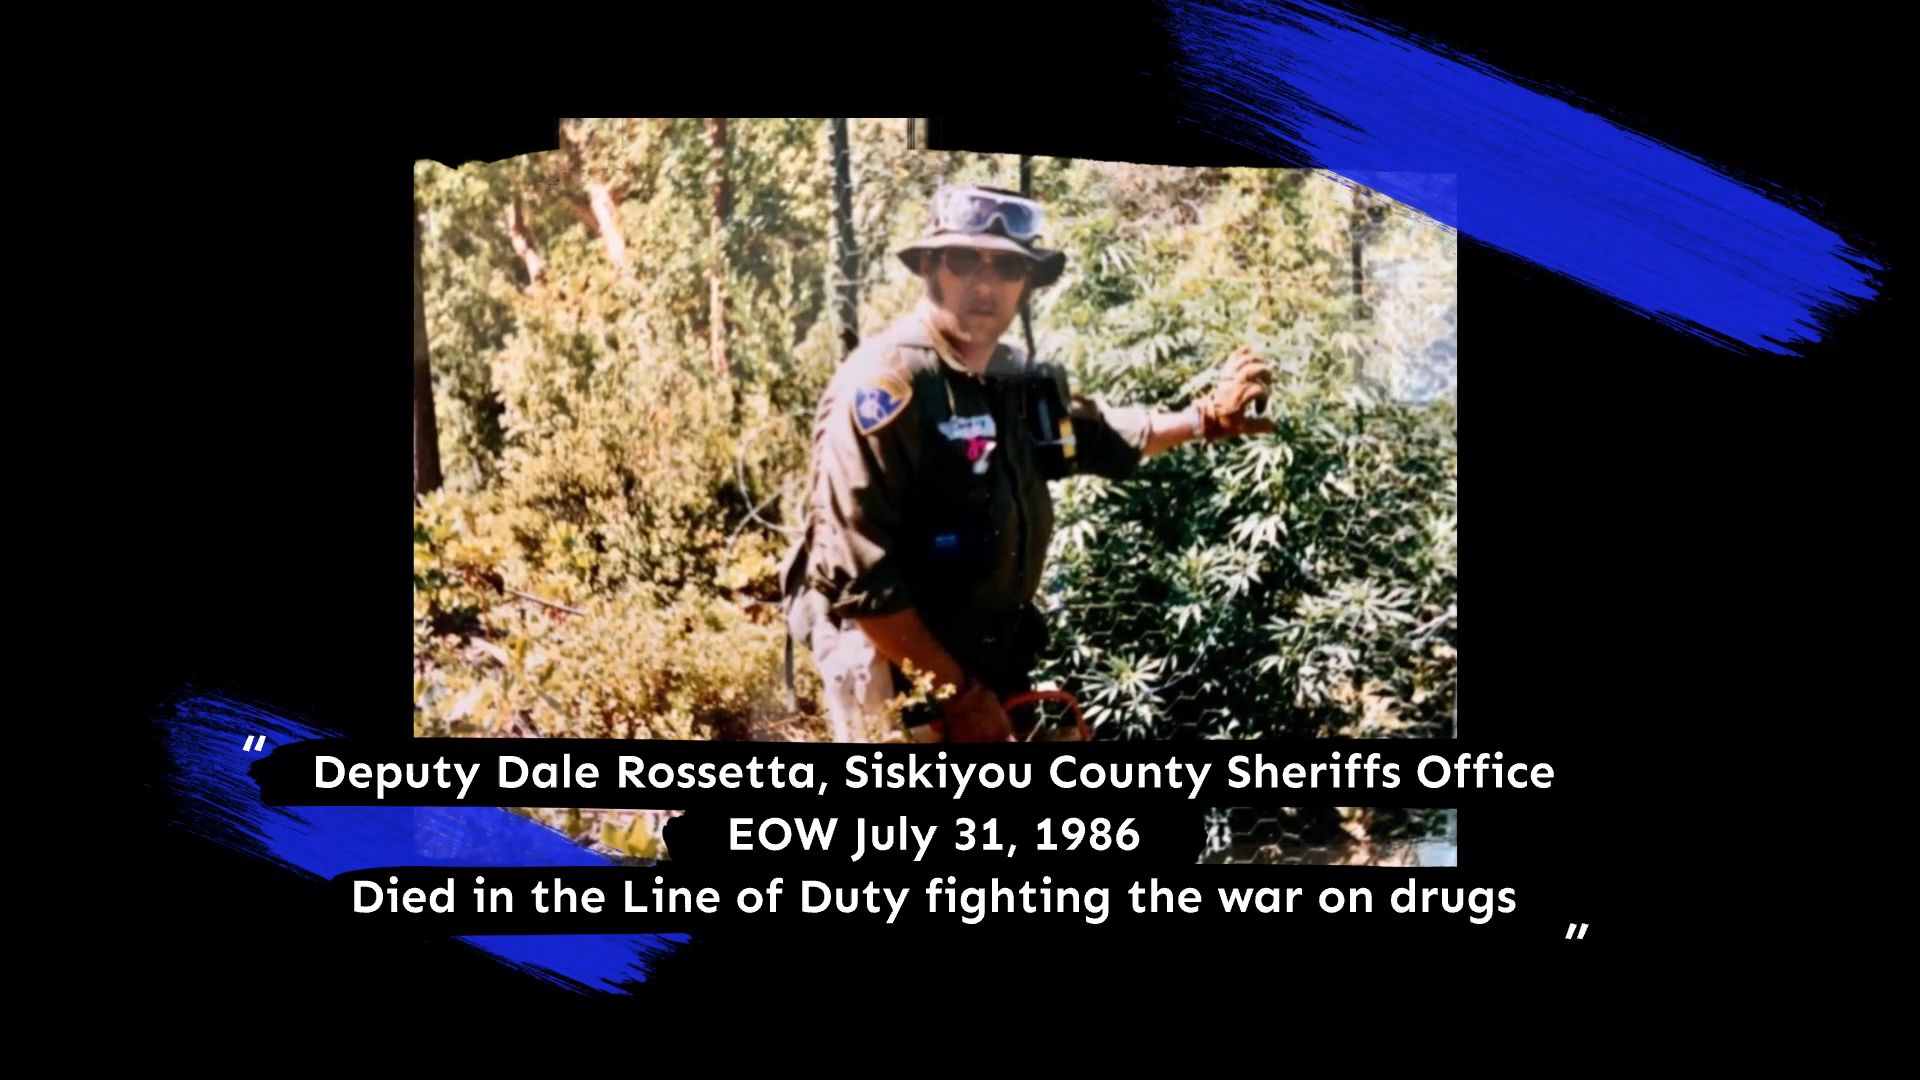 "
Deputy Dale Rossetta, Siskiyou County Sheriffs Office
EOW July 31, 1986
Died in the Line of Duty fighting the war on drugs
"